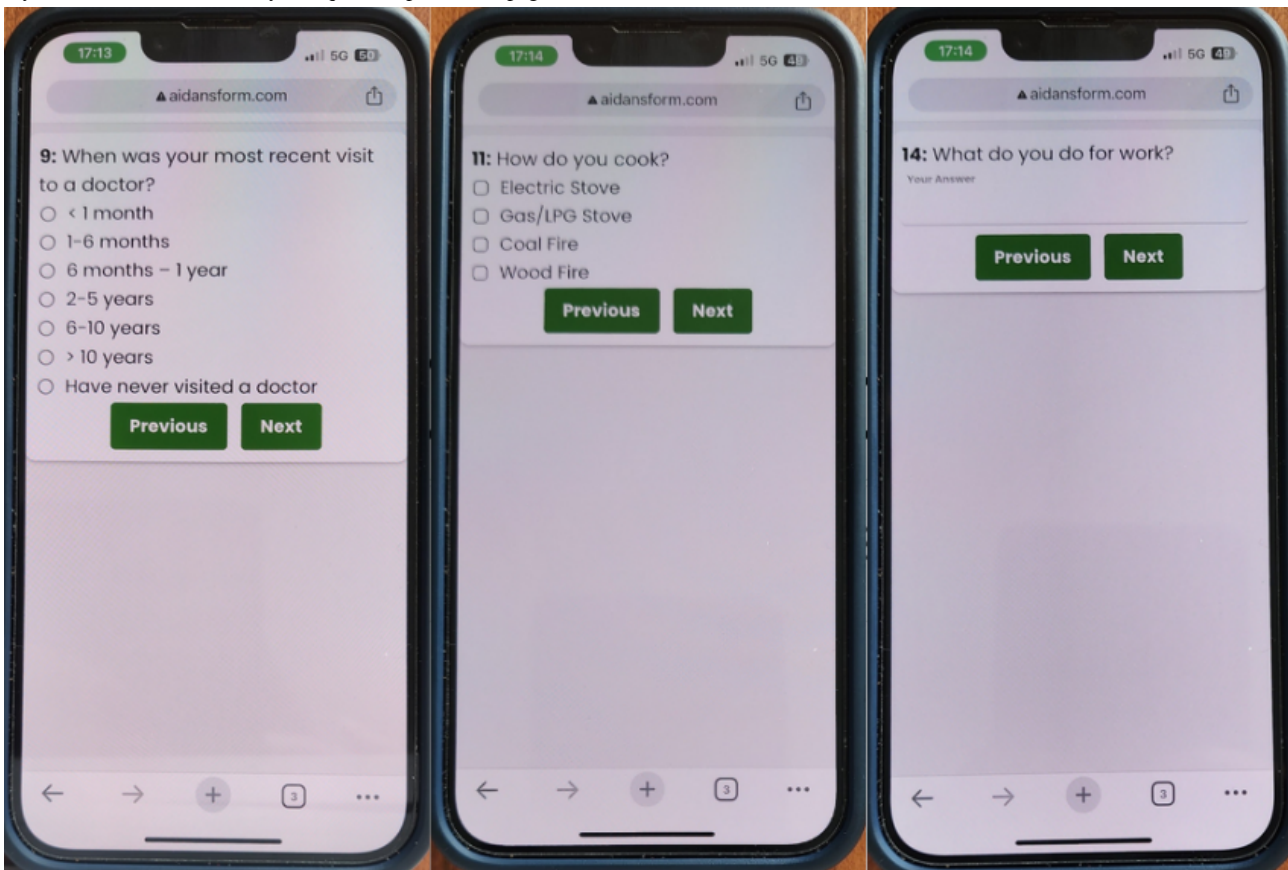 17:13
5G 50
aidansform.com
9: When was your most recent visit
to a doctor?
< 1 month
1-6 months
6 months – 1 year
2-5 years
6-10 years
> 10 years
Have never visited a doctor
Previous Next
3
17:14
5G 49
aidansform.com
11: How do you cook?
Electric Stove
Gas/LPG Stove
Coal Fire
Wood Fire
Previous Next
3
17:14
5G 49
aidansform.com
14: What do you do for work?
Your Answer
Previous Next
3